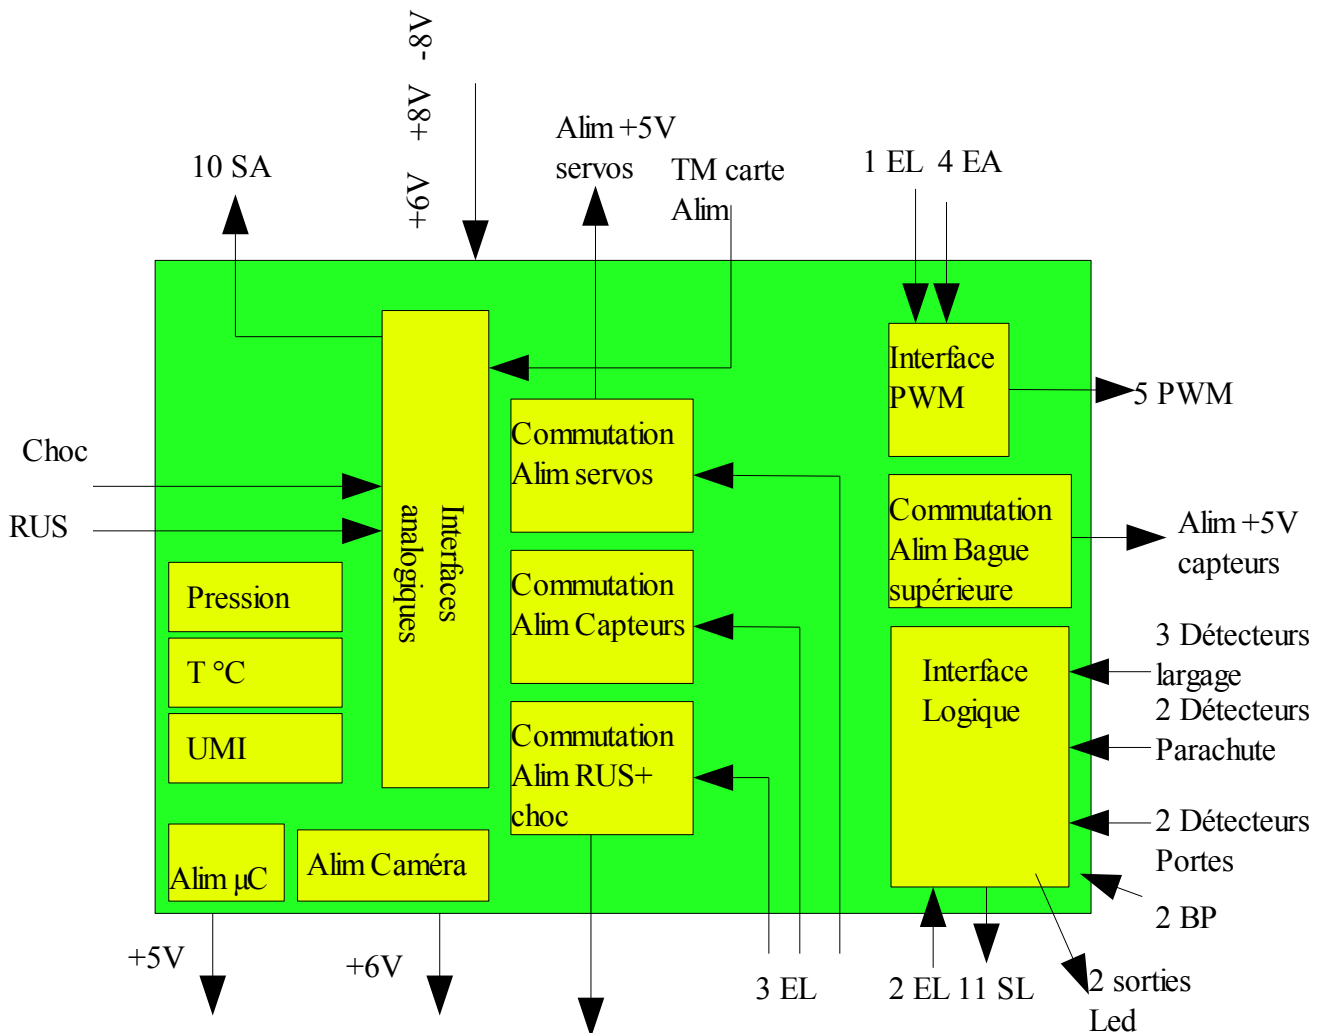 +6V +8V -8V
Alim +5V
servos
10 SA
TM carte
Alim
1 EL
4 EA
Interface
PWM
5 PWM
Choc
RUS
Interfaces
analogiques
Commutation
Alim servos
Commutation
Alim Bague
supérieure
Alim +5V
capteurs
Pression
T °C
UMI
Commutation
Alim Capteurs
Commutation
Alim RUS+
choc
Interface
Logique
3 Détecteurs
largage
2 Détecteurs
Parachute
2 Détecteurs
Portes
2 BP
Alim µC
Alim Caméra
+5V
+6V
3 EL
2 EL
11 SL
2 sorties
Led